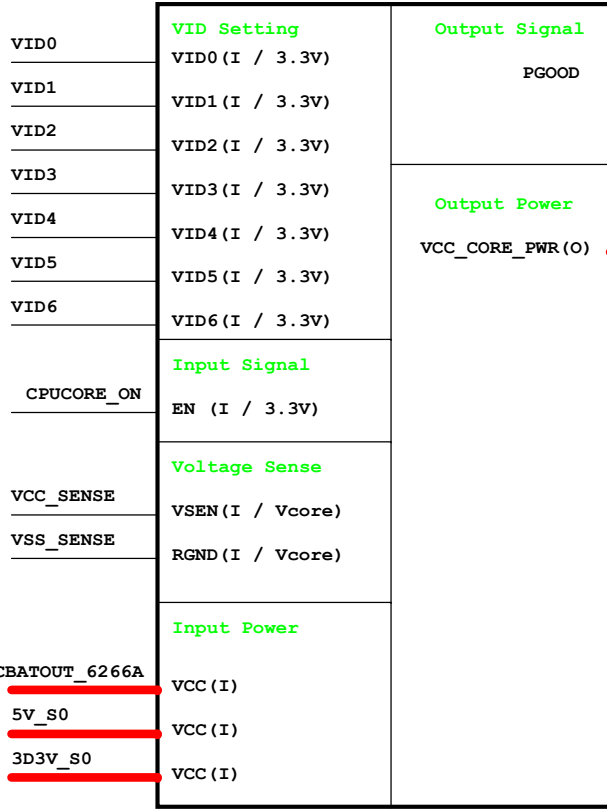 VID0
VID1
VID2
VID3
VID4
VID5
VID6
CPUCORE_ON
VCC_SENSE
VSS_SENSE
CBATOUT_6266A
5V_S0
3D3V_S0
VID Setting
VID0(I / 3.3V)
VID1(I / 3.3V)
VID2(I / 3.3V)
VID3(I / 3.3V)
VID4(I / 3.3V)
VID5(I / 3.3V)
VID6(I / 3.3V)
Input Signal
EN (I / 3.3V)
Voltage Sense
VSEN(I / Vcore)
RGND(I / Vcore)
Input Power
VCC(I)
VCC(I)
VCC(I)
Output Signal
PGOOD
Output Power
VCC_CORE_PWR(O)